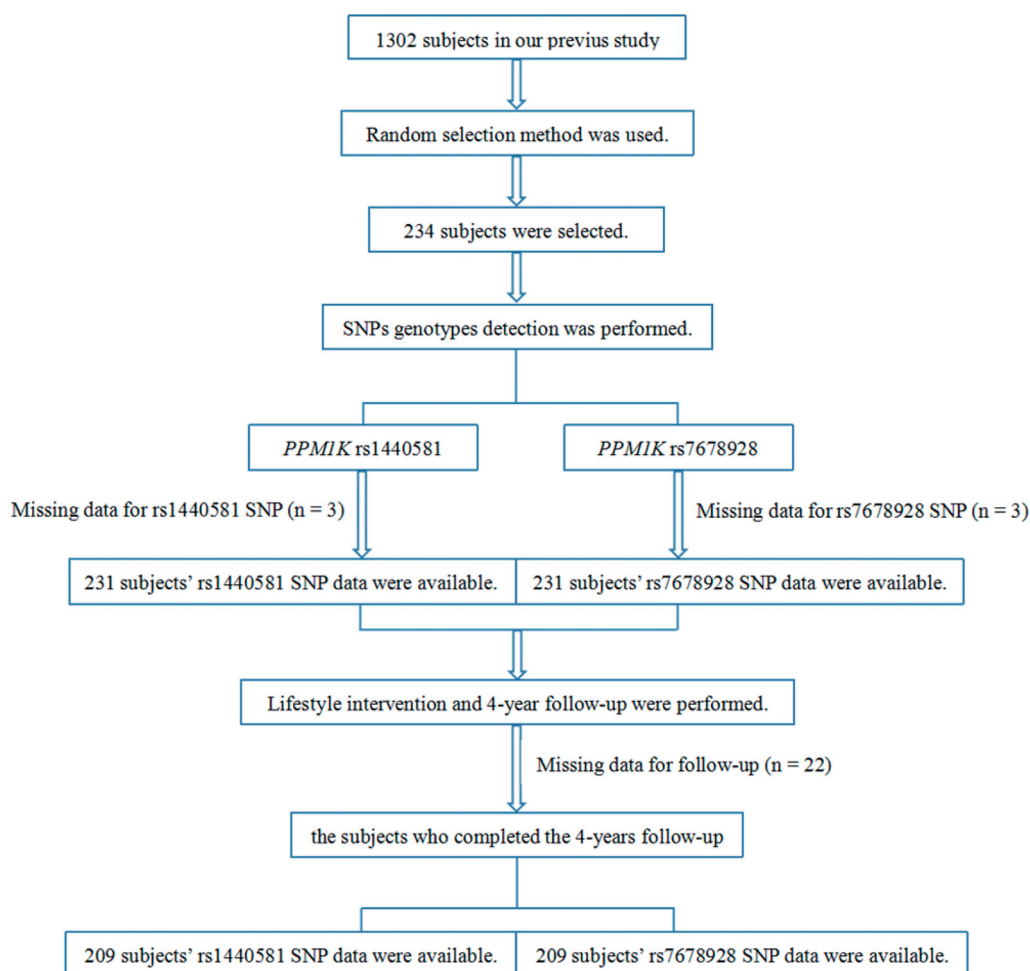 1302 subjects in our previus study
Random selection method was used.
234 subjects were selected.
SNPs genotypes detection was performed.
PPM1K rs1440581
PPM1K rs7678928
Missing data for rs1440581 SNP (n = 3)
Missing data for rs7678928 SNP (n = 3)
231 subjects’ rs1440581 SNP data were available.
231 subjects’ rs7678928 SNP data were available.
Lifestyle intervention and 4-year follow-up were performed.
Missing data for follow-up (n = 22)
the subjects who completed the 4-years follow-up
209 subjects’ rs1440581 SNP data were available.
209 subjects’ rs7678928 SNP data were available.